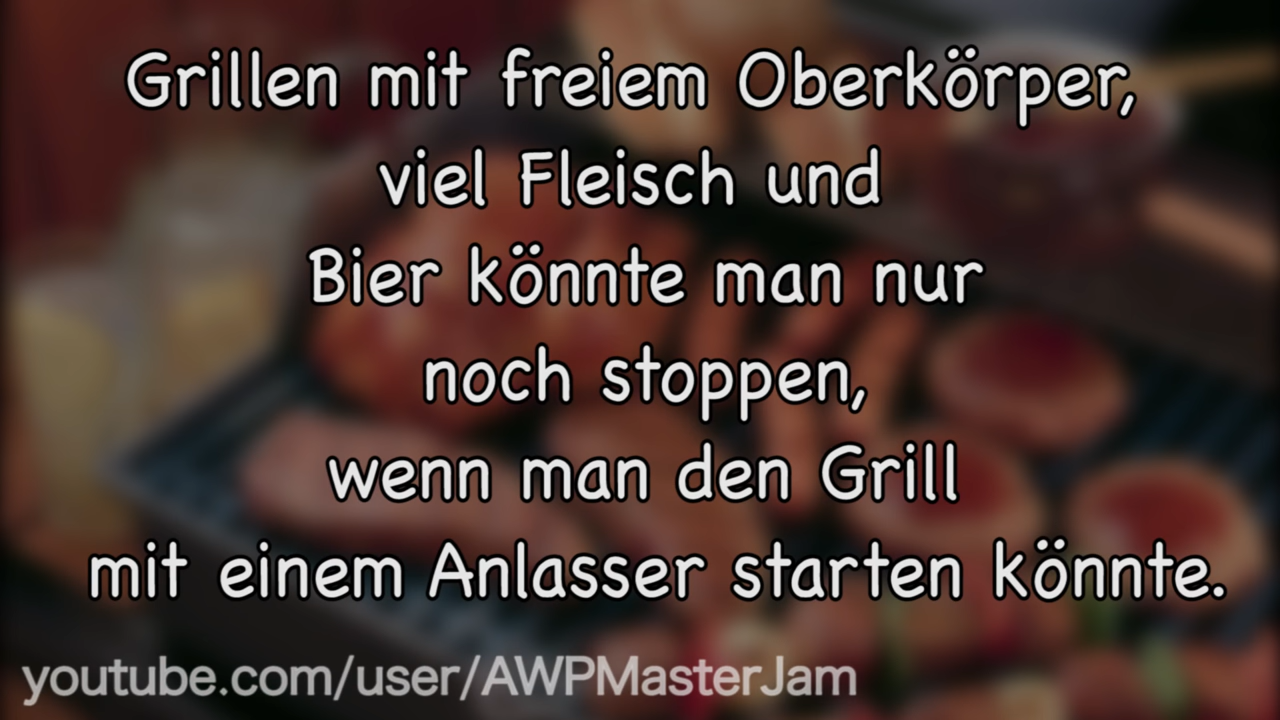 Grillen mit freiem Oberkörper,
viel Fleisch und
Bier könnte man nur
noch stoppen,
wenn man den Grill
mit einem Anlasser starten könnte.
youtube.com/user/AWPMasterJam